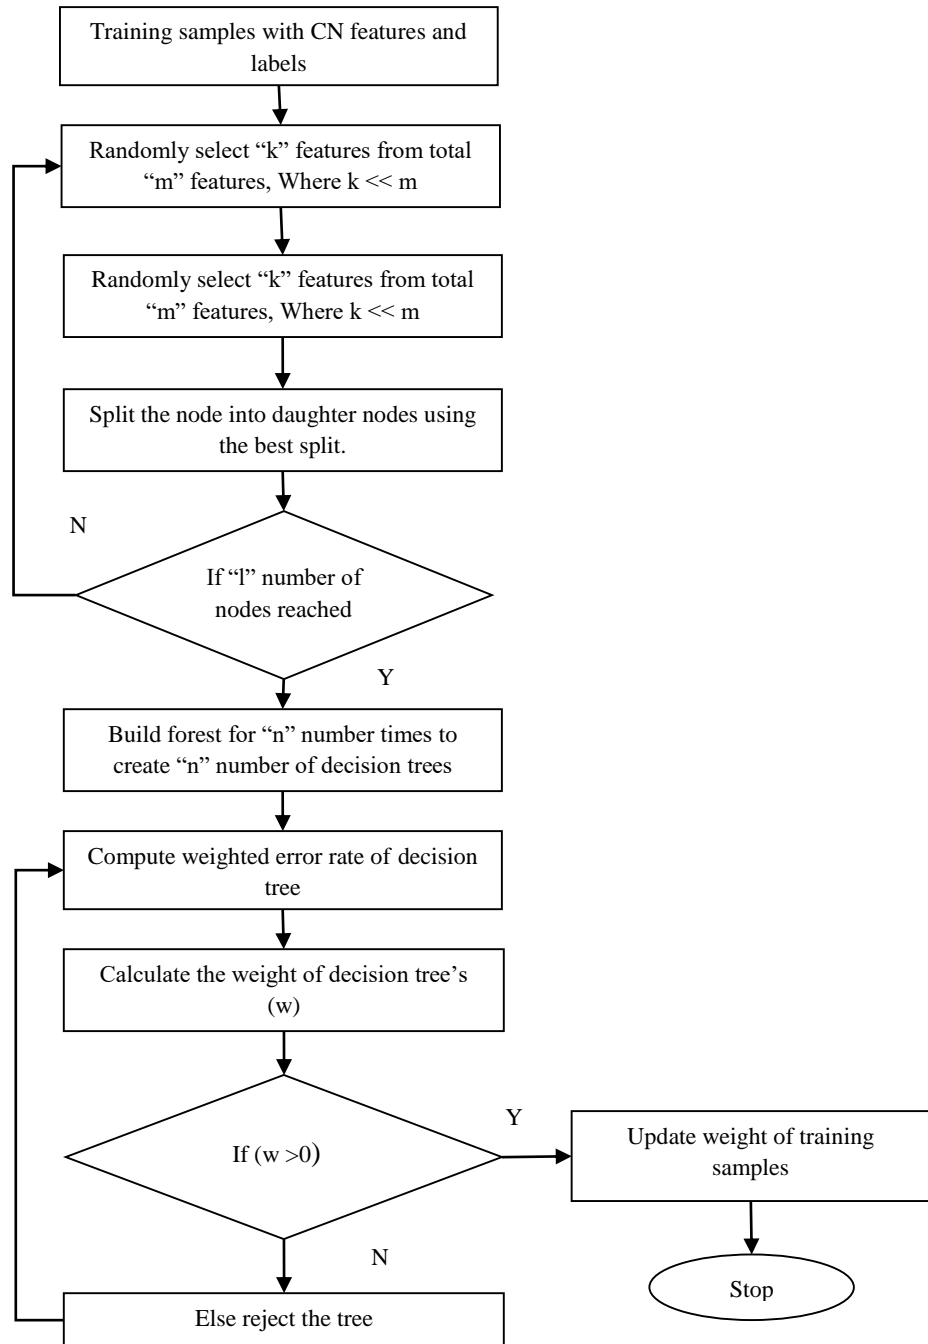 Training samples with CN features and
labels
Randomly select “k” features from total
“m” features, Where k << m
Randomly select “k” features from total
“m” features, Where k << m
Split the node into daughter nodes using
the best split.
N
If “l” number of
nodes reached
Y
Build forest for “n” number times to
create “n” number of decision trees
Compute weighted error rate of decision
tree
Calculate the weight of decision tree’s
(w)
If (w >0)
Y
Update weight of training
samples
N
Stop
Else reject the tree